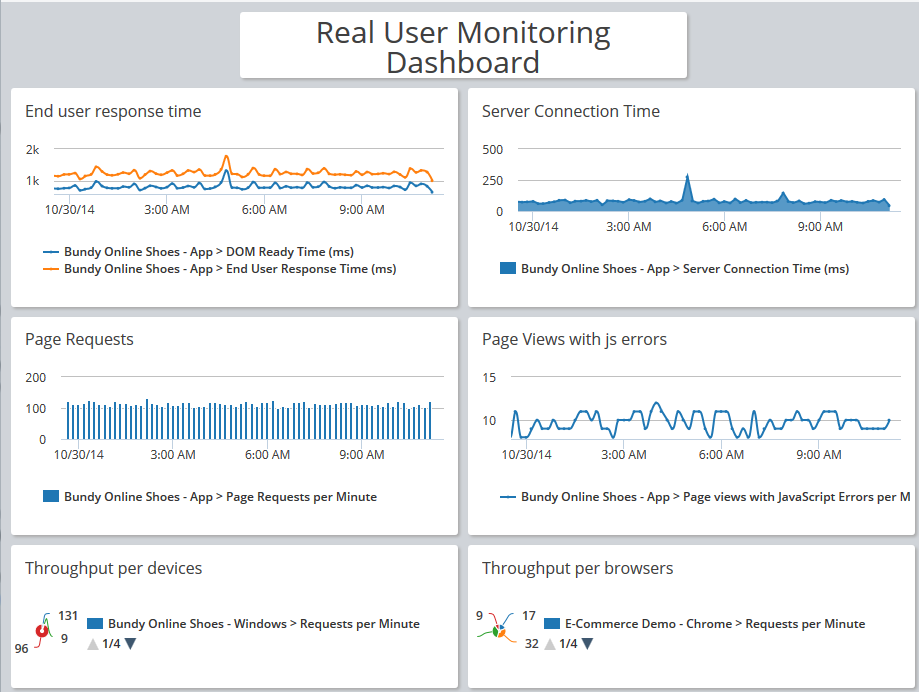 Real User Monitoring
Dashboard
End user response time
2k
1k
10/30/14 3:00 AM 6:00 AM 9:00 AM
Bundy Online Shoes - App > DOM Ready Time (ms)
Bundy Online Shoes - App > End User Response Time (ms)
Server Connection Time
500
250
0
10/30/14 3:00 AM 6:00 AM 9:00 AM
Bundy Online Shoes - App > Server Connection Time (ms)
Page Requests
200
100
0
10/30/14 3:00 AM 6:00 AM 9:00 AM
Bundy Online Shoes - App > Page Requests per Minute
Page Views with js errors
15
10
10/30/14 3:00 AM 6:00 AM 9:00 AM
Bundy Online Shoes - App > Page views with JavaScript Errors per M
Throughput per devices
131
9
96
Bundy Online Shoes - Windows > Requests per Minute
1/4
Throughput per browsers
9 17
32
E-Commerce Demo - Chrome > Requests per Minute
1/4